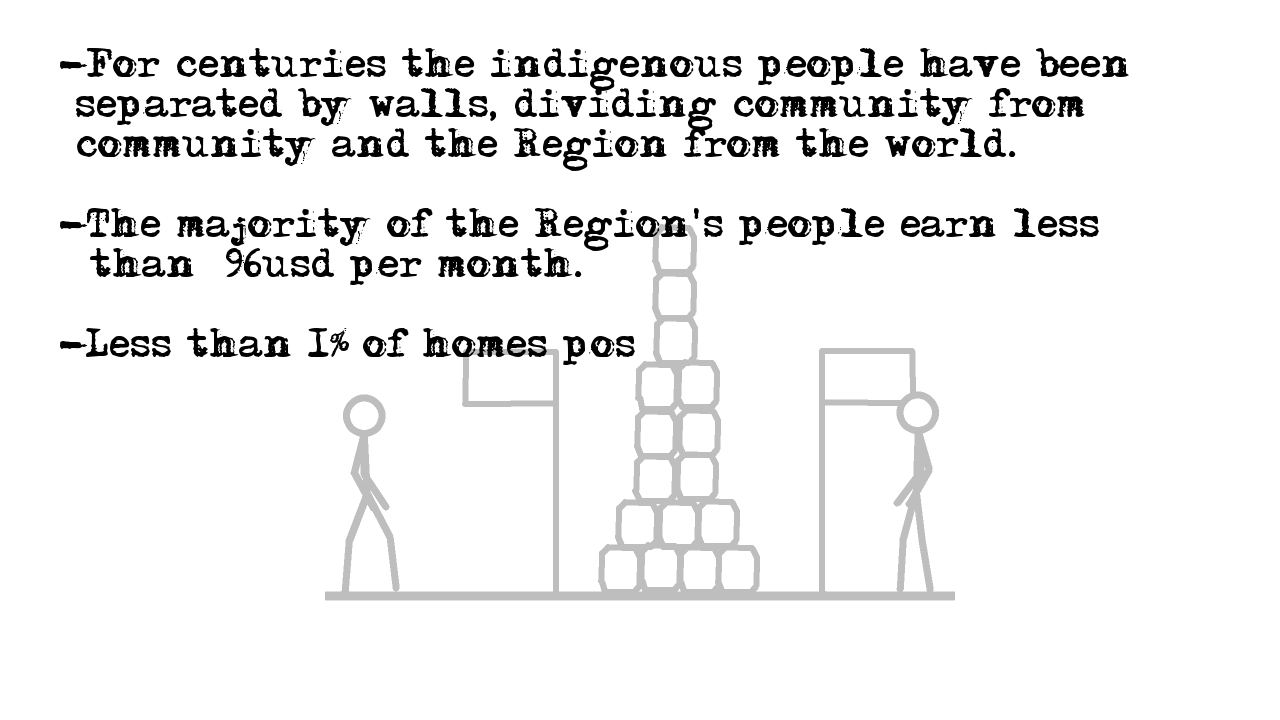 -For centuries the indigenous people have been
separated by walls, dividing community from
community and the Region from the world.
-The majority of the Region's people earn less
than 96usd per month.
-Less than I% of homes pos